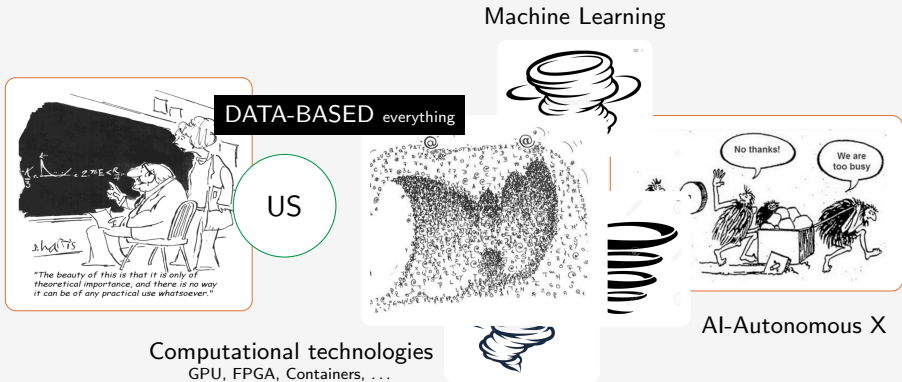 Machine Learning
DATA-BASED everything
US
No thanks!
We are
too busy
"The beauty of this is that it is only of
theoretical importance, and there is no way
it can be of any practical use whatsoever."
AI-Autonomous X
Computational technologies
GPU, FPGA, Containers, ...